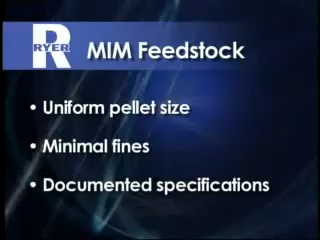 RYER
MIM Feedstock
• Uniform pellet size
• Minimal fines
• Documented specifications